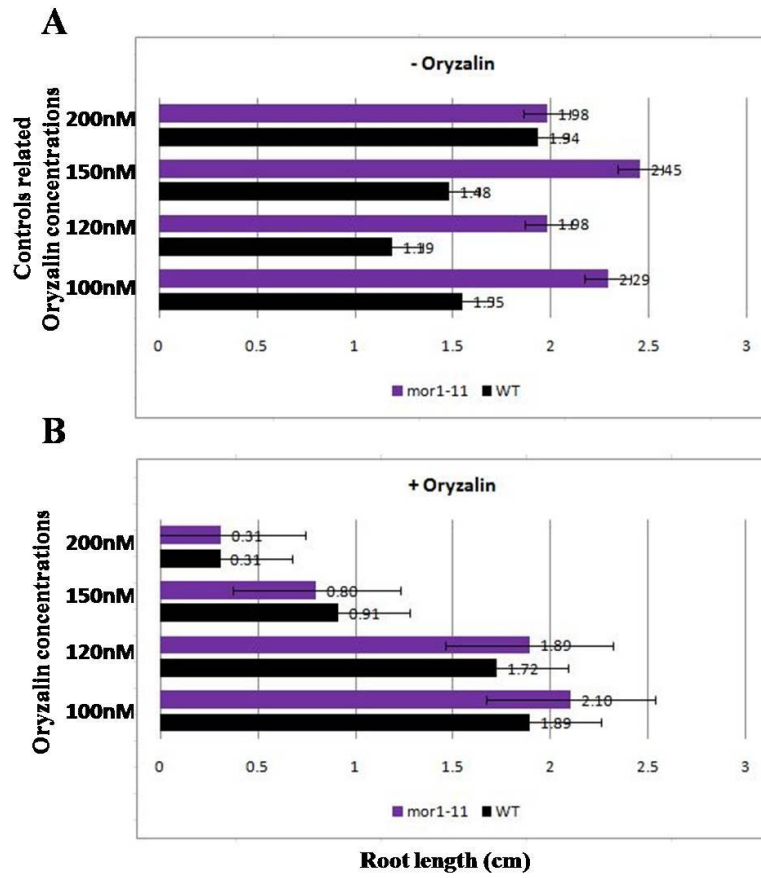 A
- Oryzalin
Controls related
Oryzalin concentrations
200nM
1.98
1.94
150nM
2.45
1.48
120nM
1.98
1.19
100nM
2.29
1.55
0 0.5 1 1.5 2 2.5 3
mor1-11 WT
B
+ Oryzalin
Oryzalin concentrations
200nM
0.31
0.31
150nM
0.80
0.91
120nM
1.89
1.72
100nM
2.10
1.89
0 0.5 1 1.5 2 2.5 3
mor1-11 WT
Root length (cm)